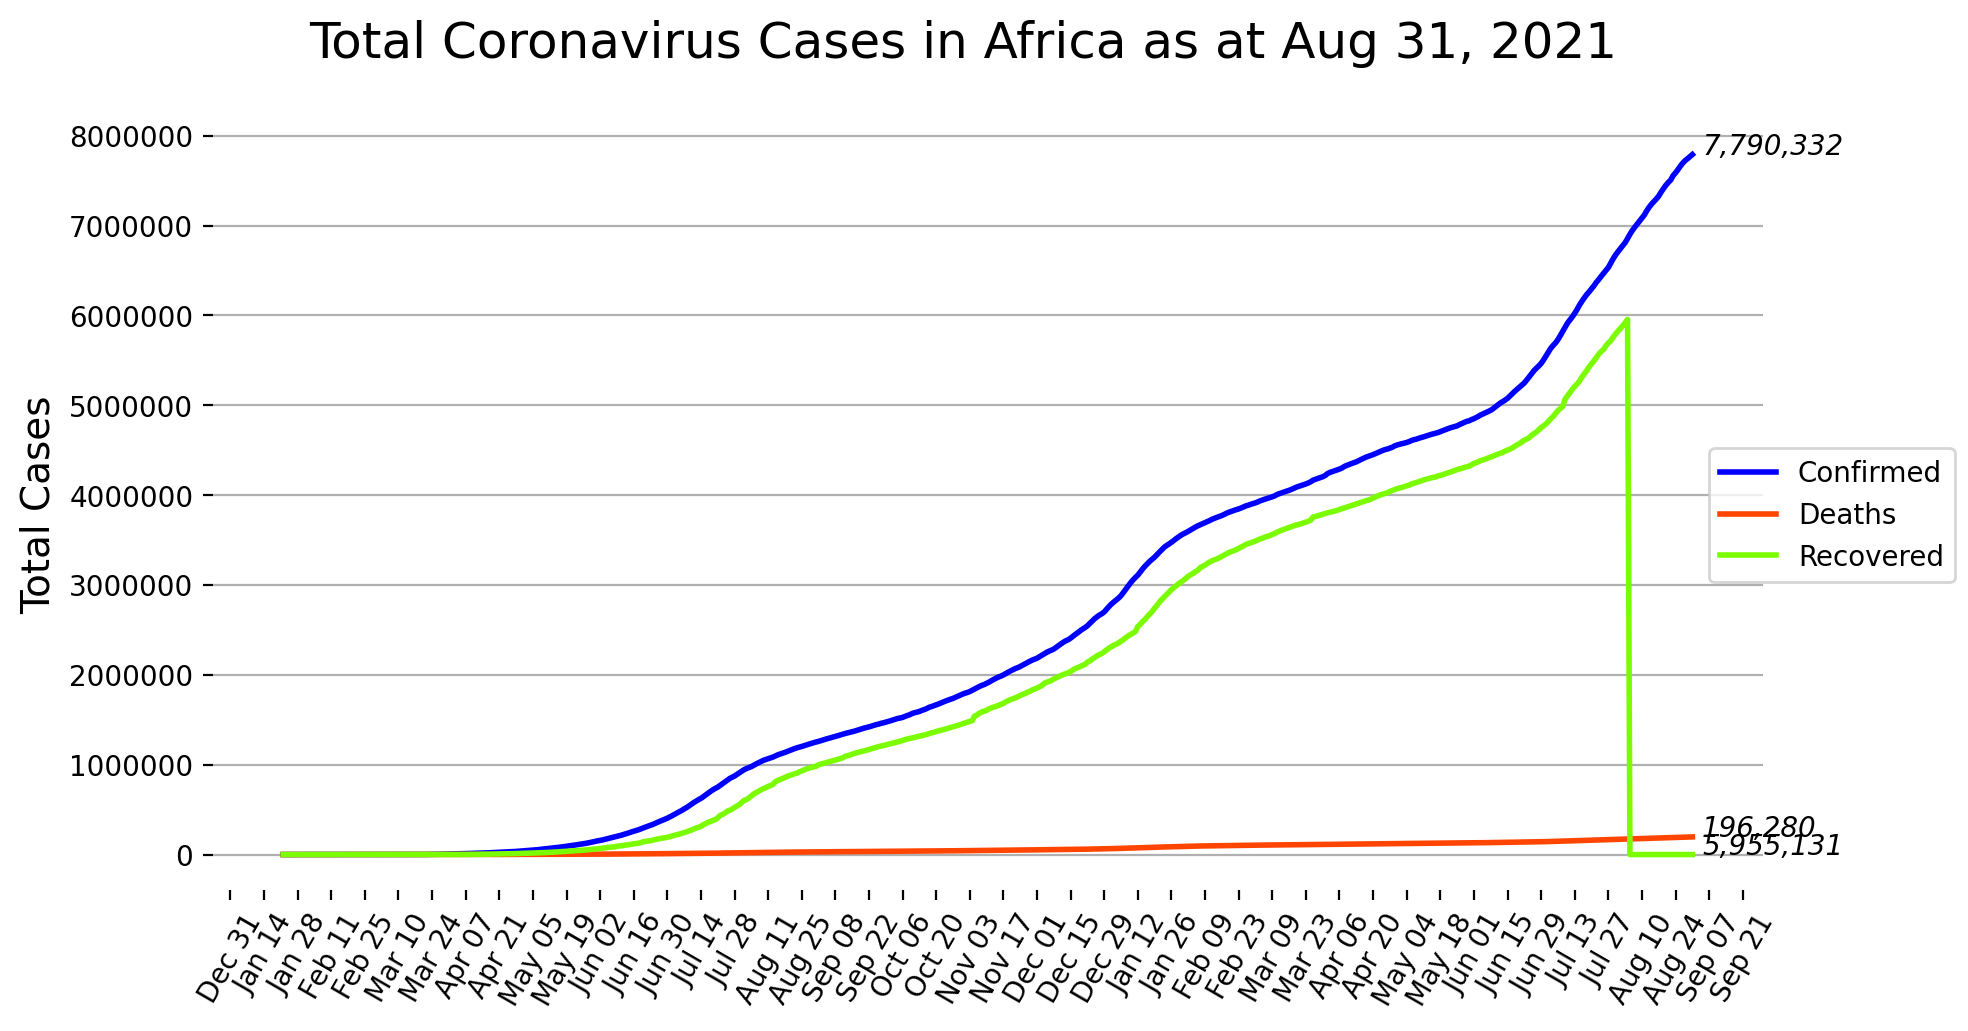 Total Coronavirus Cases in Africa as at Aug 31, 2021
Total Cases
8000000
7000000
6000000
5000000
4000000
3000000
2000000
1000000
0
7,790,332
196,280
5,955,131
Confirmed
Deaths
Recovered
Dec 31
Jan 14
Jan 28
Feb 11
Feb 25
Mar 10
Mar 24
Apr 07
Apr 21
May 05
May 19
Jun 02
Jun 16
Jun 30
Jul 14
Jul 28
Aug 11
Aug 25
Sep 08
Sep 22
Oct 06
Oct 20
Nov 03
Nov 17
Dec 01
Dec 15
Dec 29
Jan 12
Jan 26
Feb 09
Feb 23
Mar 09
Mar 23
Apr 06
Apr 20
May 04
May 18
Jun 01
Jun 15
Jun 29
Jul 13
Jul 27
Aug 10
Aug 24
Sep 07
Sep 21